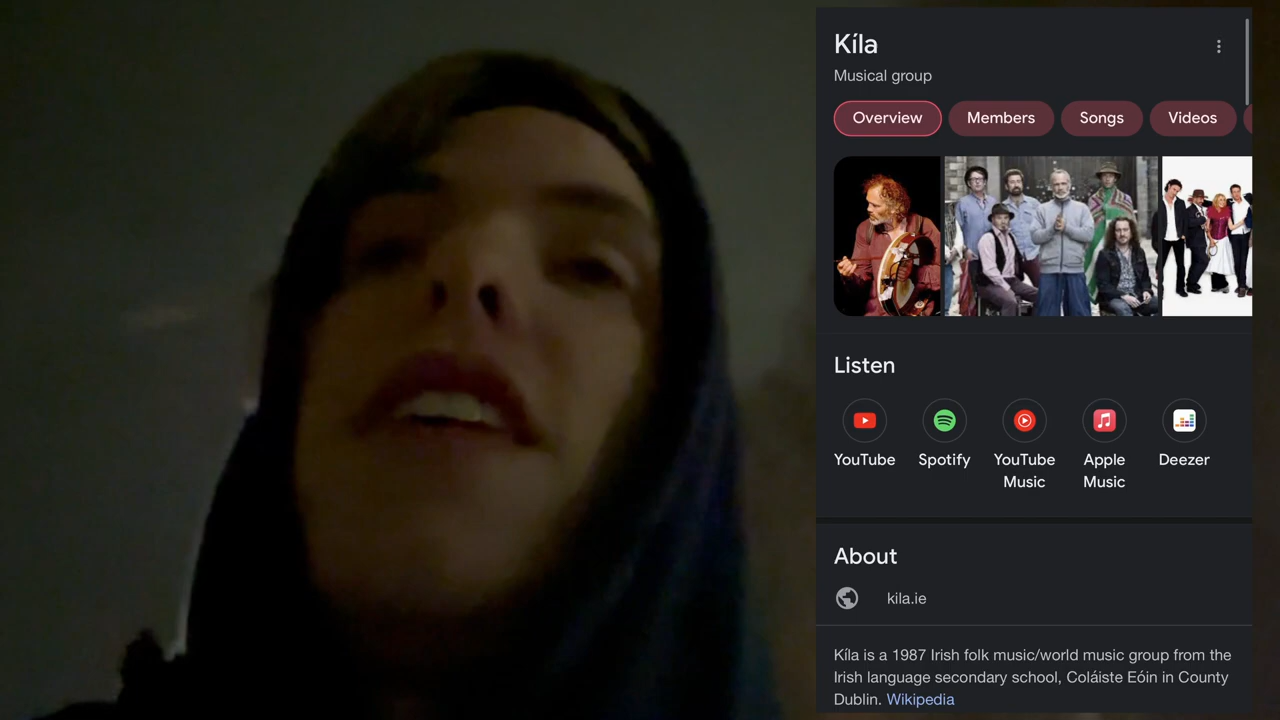 Kíla
Musical group
Overview Members Songs Videos
Listen
YouTube Spotify YouTube Music Apple Music Deezer
About
kila.ie
Kíla is a 1987 Irish folk music/world music group from the
Irish language secondary school, Coláiste Eóin in County
Dublin. Wikipedia